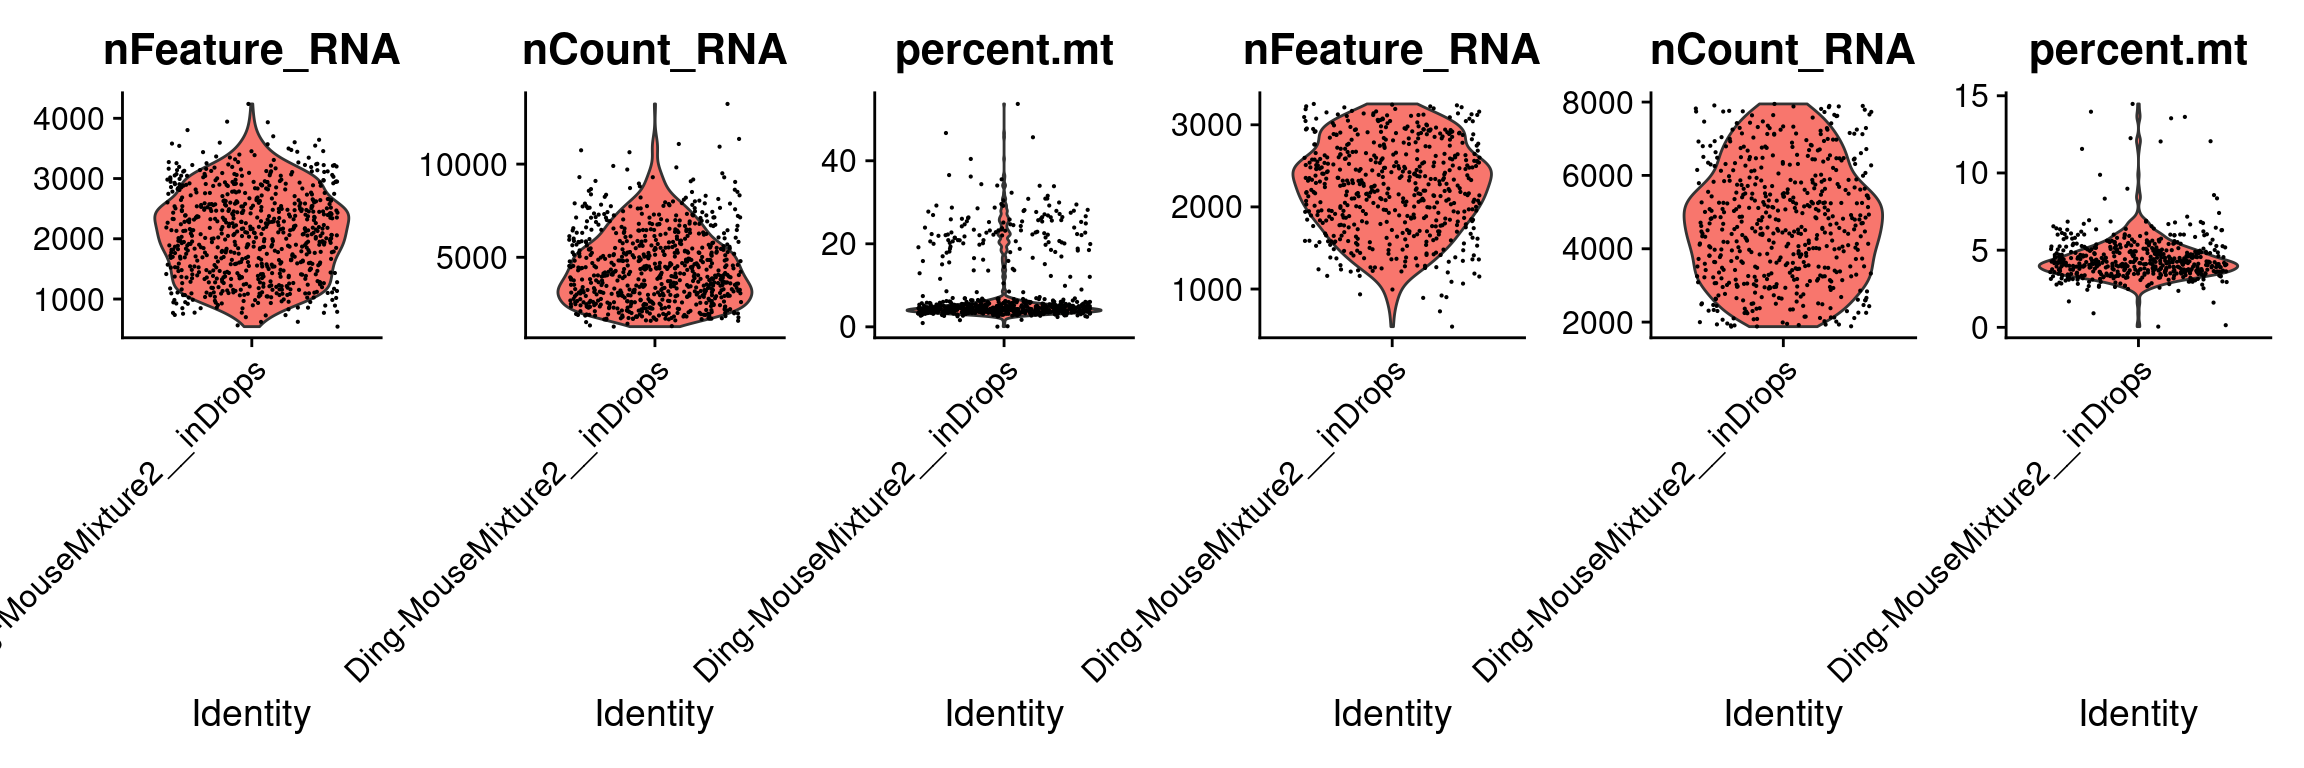 nFeature_RNA
4000
3000
2000
1000
MouseMixture2__inDrops
Identity
nCount_RNA
10000
5000
Ding-MouseMixture2__inDrops
Identity
percent.mt
40
20
0
Ding-MouseMixture2__inDrops
Identity
nFeature_RNA
3000
2000
1000
Ding-MouseMixture2__inDrops
Identity
nCount_RNA
8000
6000
4000
2000
Ding-MouseMixture2__inDrops
Identity
percent.mt
15
10
5
0
Ding-MouseMixture2__inDrops
Identity